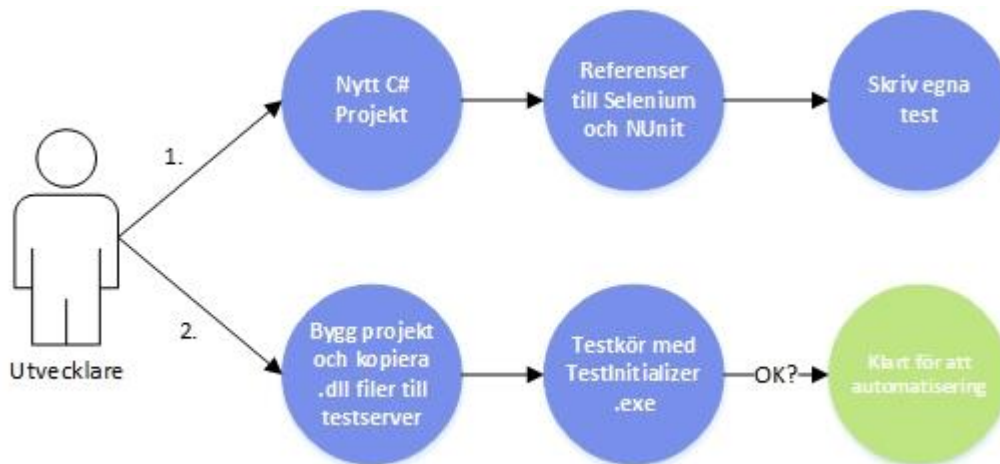 Nytt C#
Projekt
Referenser
till Selenium
och NUnit
Skriv egna
test
1.
2.
Utvecklare
Bygg projekt
och kopiera
.dll filer till
testserver
Testkör med
TestInitializer
.exe
OK?
Klart för att
automatisering